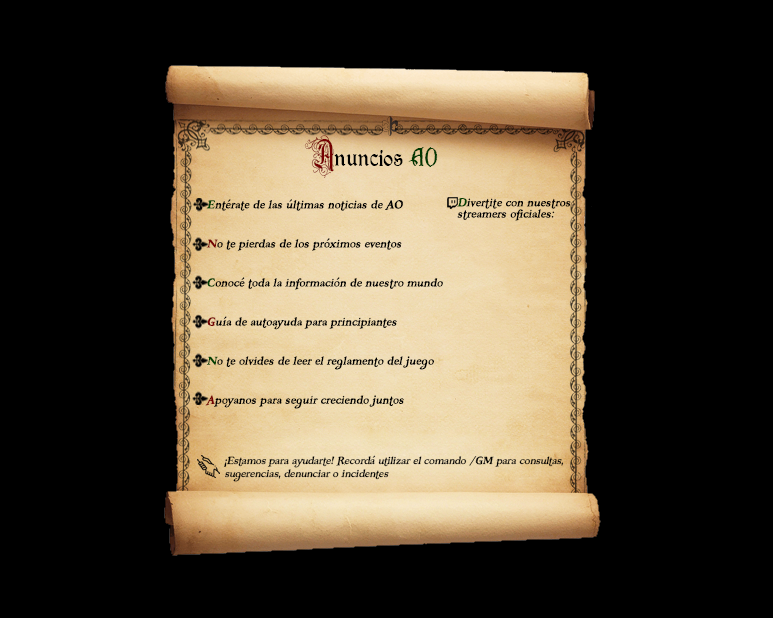 Anuncios AO
Entérate de las últimas noticias de AO
No te pierdas de los próximos eventos
Conocé toda la información de nuestro mundo
Guía de autoayuda para principiantes
No te olvides de leer el reglamento del juego
Apoyanos para seguir creciendo juntos
Divertite con nuestros
streamers oficiales:
¡Estamos para ayudarte! Recordá utilizar el comando /GM para consultas,
sugerencias, denunciar o incidentes